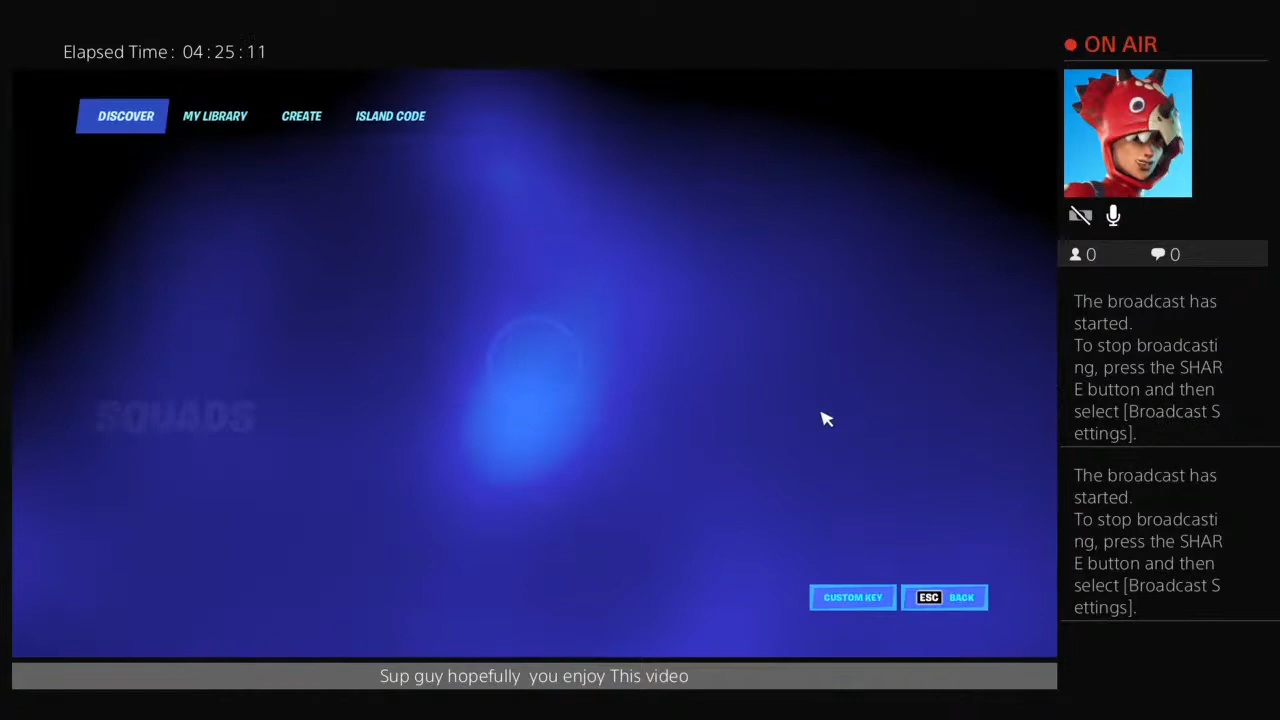 Elapsed Time: 04:25:11
ON AIR
DISCOVER
MY LIBRARY
CREATE
ISLAND CODE
0
0
The broadcast has
started.
To stop broadcasti
ng, press the SHAR
E button and then
select [Broadcast S
ettings].
SQUADS
The broadcast has
started.
To stop broadcasti
ng, press the SHAR
E button and then
select [Broadcast S
ettings].
CUSTOM KEY
ESC BACK
Sup guy hopefully you enjoy This video